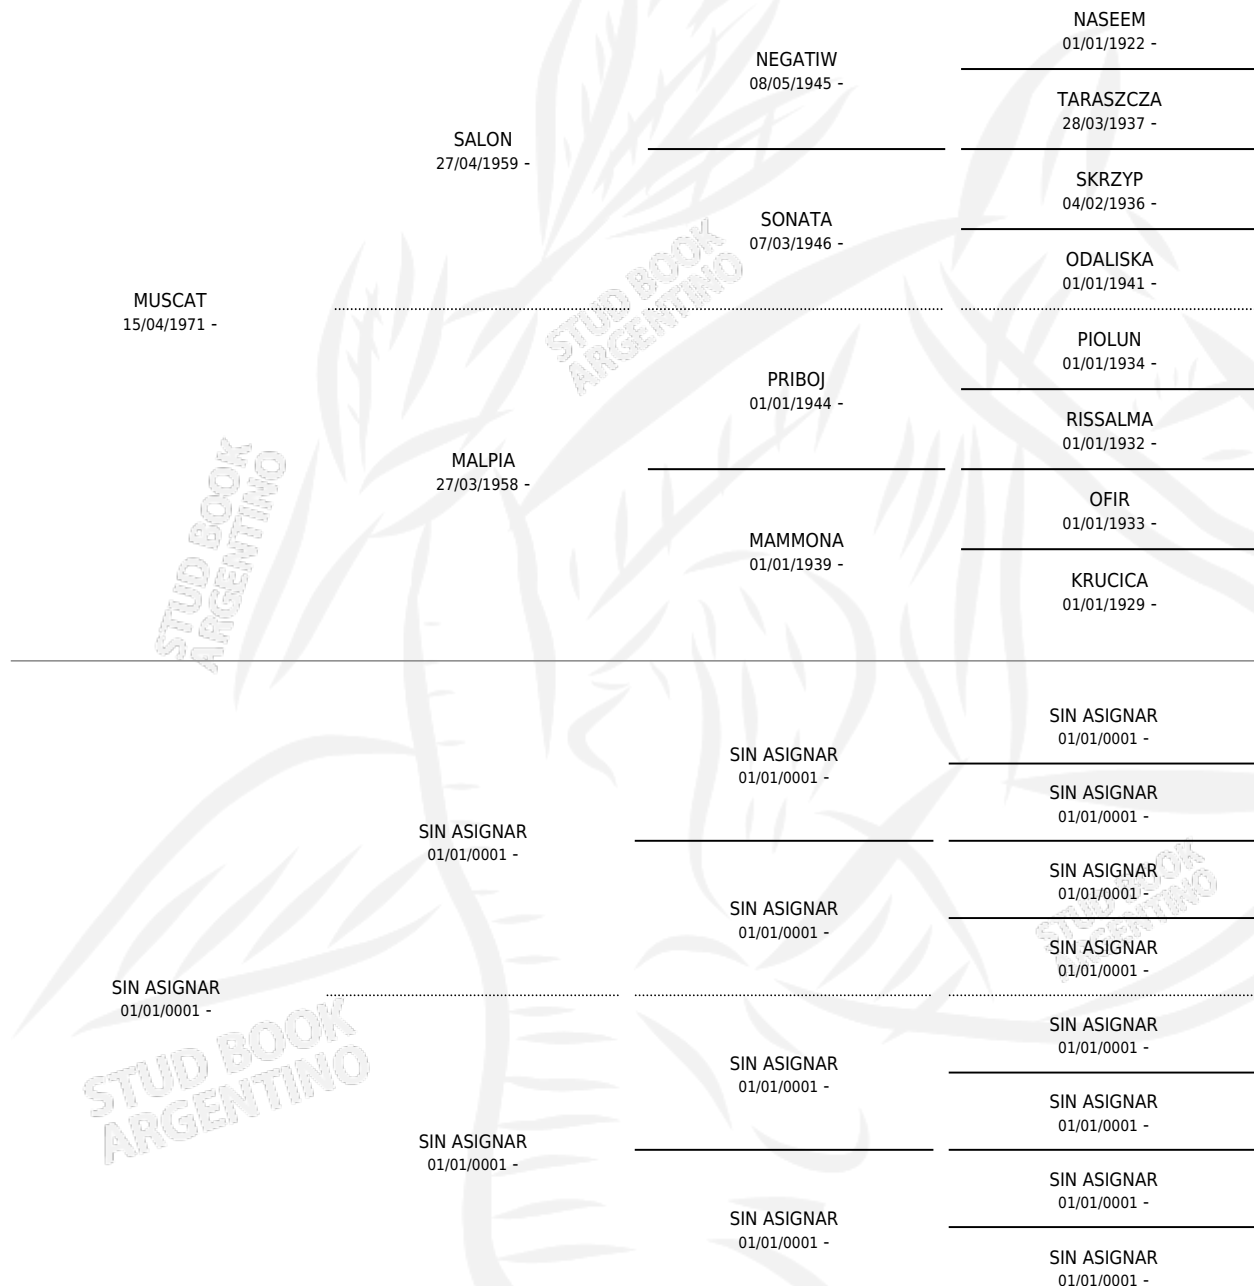 NASEEM
01/01/1922 -
NEGATIW
08/05/1945 -
TARASZCZA
28/03/1937 -
SALON
27/04/1959 -
SKRZYP
04/02/1936 -
SONATA
07/03/1946 -
ODALISKA
01/01/1941 -
MUSCAT
15/04/1971 -
PIOLUN
01/01/1934 -
PRIBOJ
01/01/1944 -
RISSALMA
01/01/1932 -
MALPIA
27/03/1958 -
OFIR
01/01/1933 -
MAMMONA
01/01/1939 -
KRUCICA
01/01/1929 -
STUD BOOK
ARGENTINO
STUD BOOK
ARGENTINO
SIN ASIGNAR
01/01/0001 -
SIN ASIGNAR
01/01/0001 -
SIN ASIGNAR
01/01/0001 -
SIN ASIGNAR
01/01/0001 -
SIN ASIGNAR
01/01/0001 -
SIN ASIGNAR
01/01/0001 -
SIN ASIGNAR
01/01/0001 -
SIN ASIGNAR
01/01/0001 -
SIN ASIGNAR
01/01/0001 -
SIN ASIGNAR
01/01/0001 -
SIN ASIGNAR
01/01/0001 -
SIN ASIGNAR
01/01/0001 -
SIN ASIGNAR
01/01/0001 -
SIN ASIGNAR
01/01/0001 -
SIN ASIGNAR
01/01/0001 -
STUD BOOK
ARGENTINO
STUD BOOK
ARGENTINO